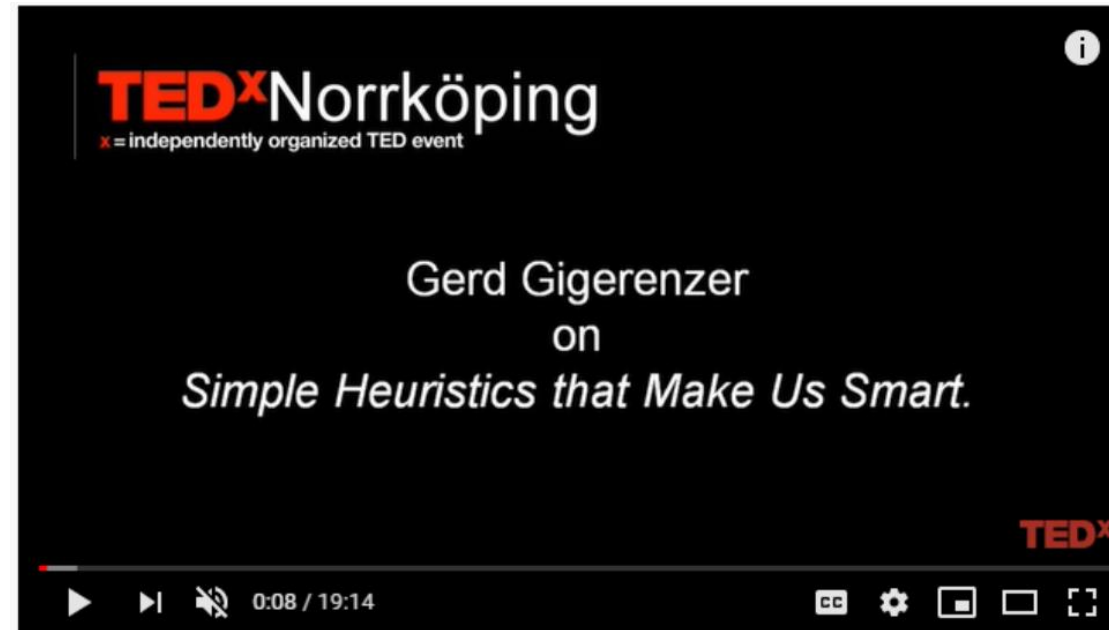 TEDxNorrköping
x = independently organized TED event
Gerd Gigerenzer
on
Simple Heuristics that Make Us Smart.
TEDx
0:08 / 19:14
CC